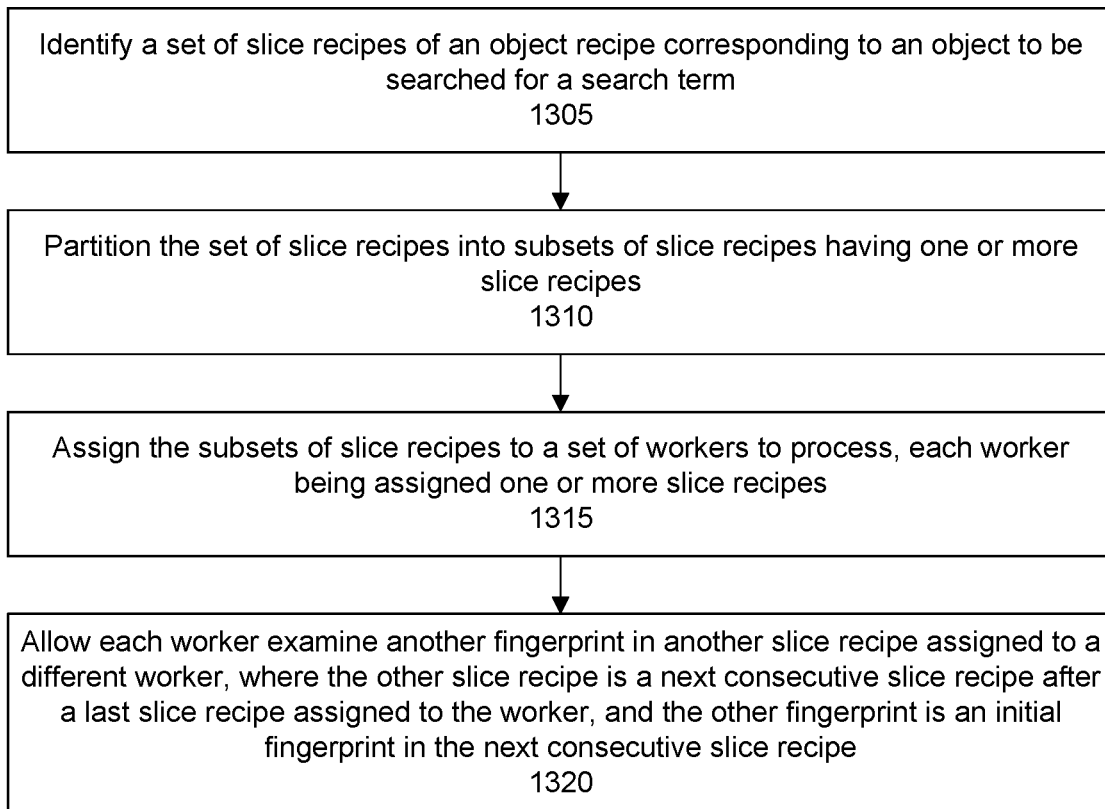 Identify a set of slice recipes of an object recipe corresponding to an object to be
searched for a search term
1305
Partition the set of slice recipes into subsets of slice recipes having one or more
slice recipes
1310
Assign the subsets of slice recipes to a set of workers to process, each worker
being assigned one or more slice recipes
1315
Allow each worker examine another fingerprint in another slice recipe assigned to a
different worker, where the other slice recipe is a next consecutive slice recipe after
a last slice recipe assigned to the worker, and the other fingerprint is an initial
fingerprint in the next consecutive slice recipe
1320